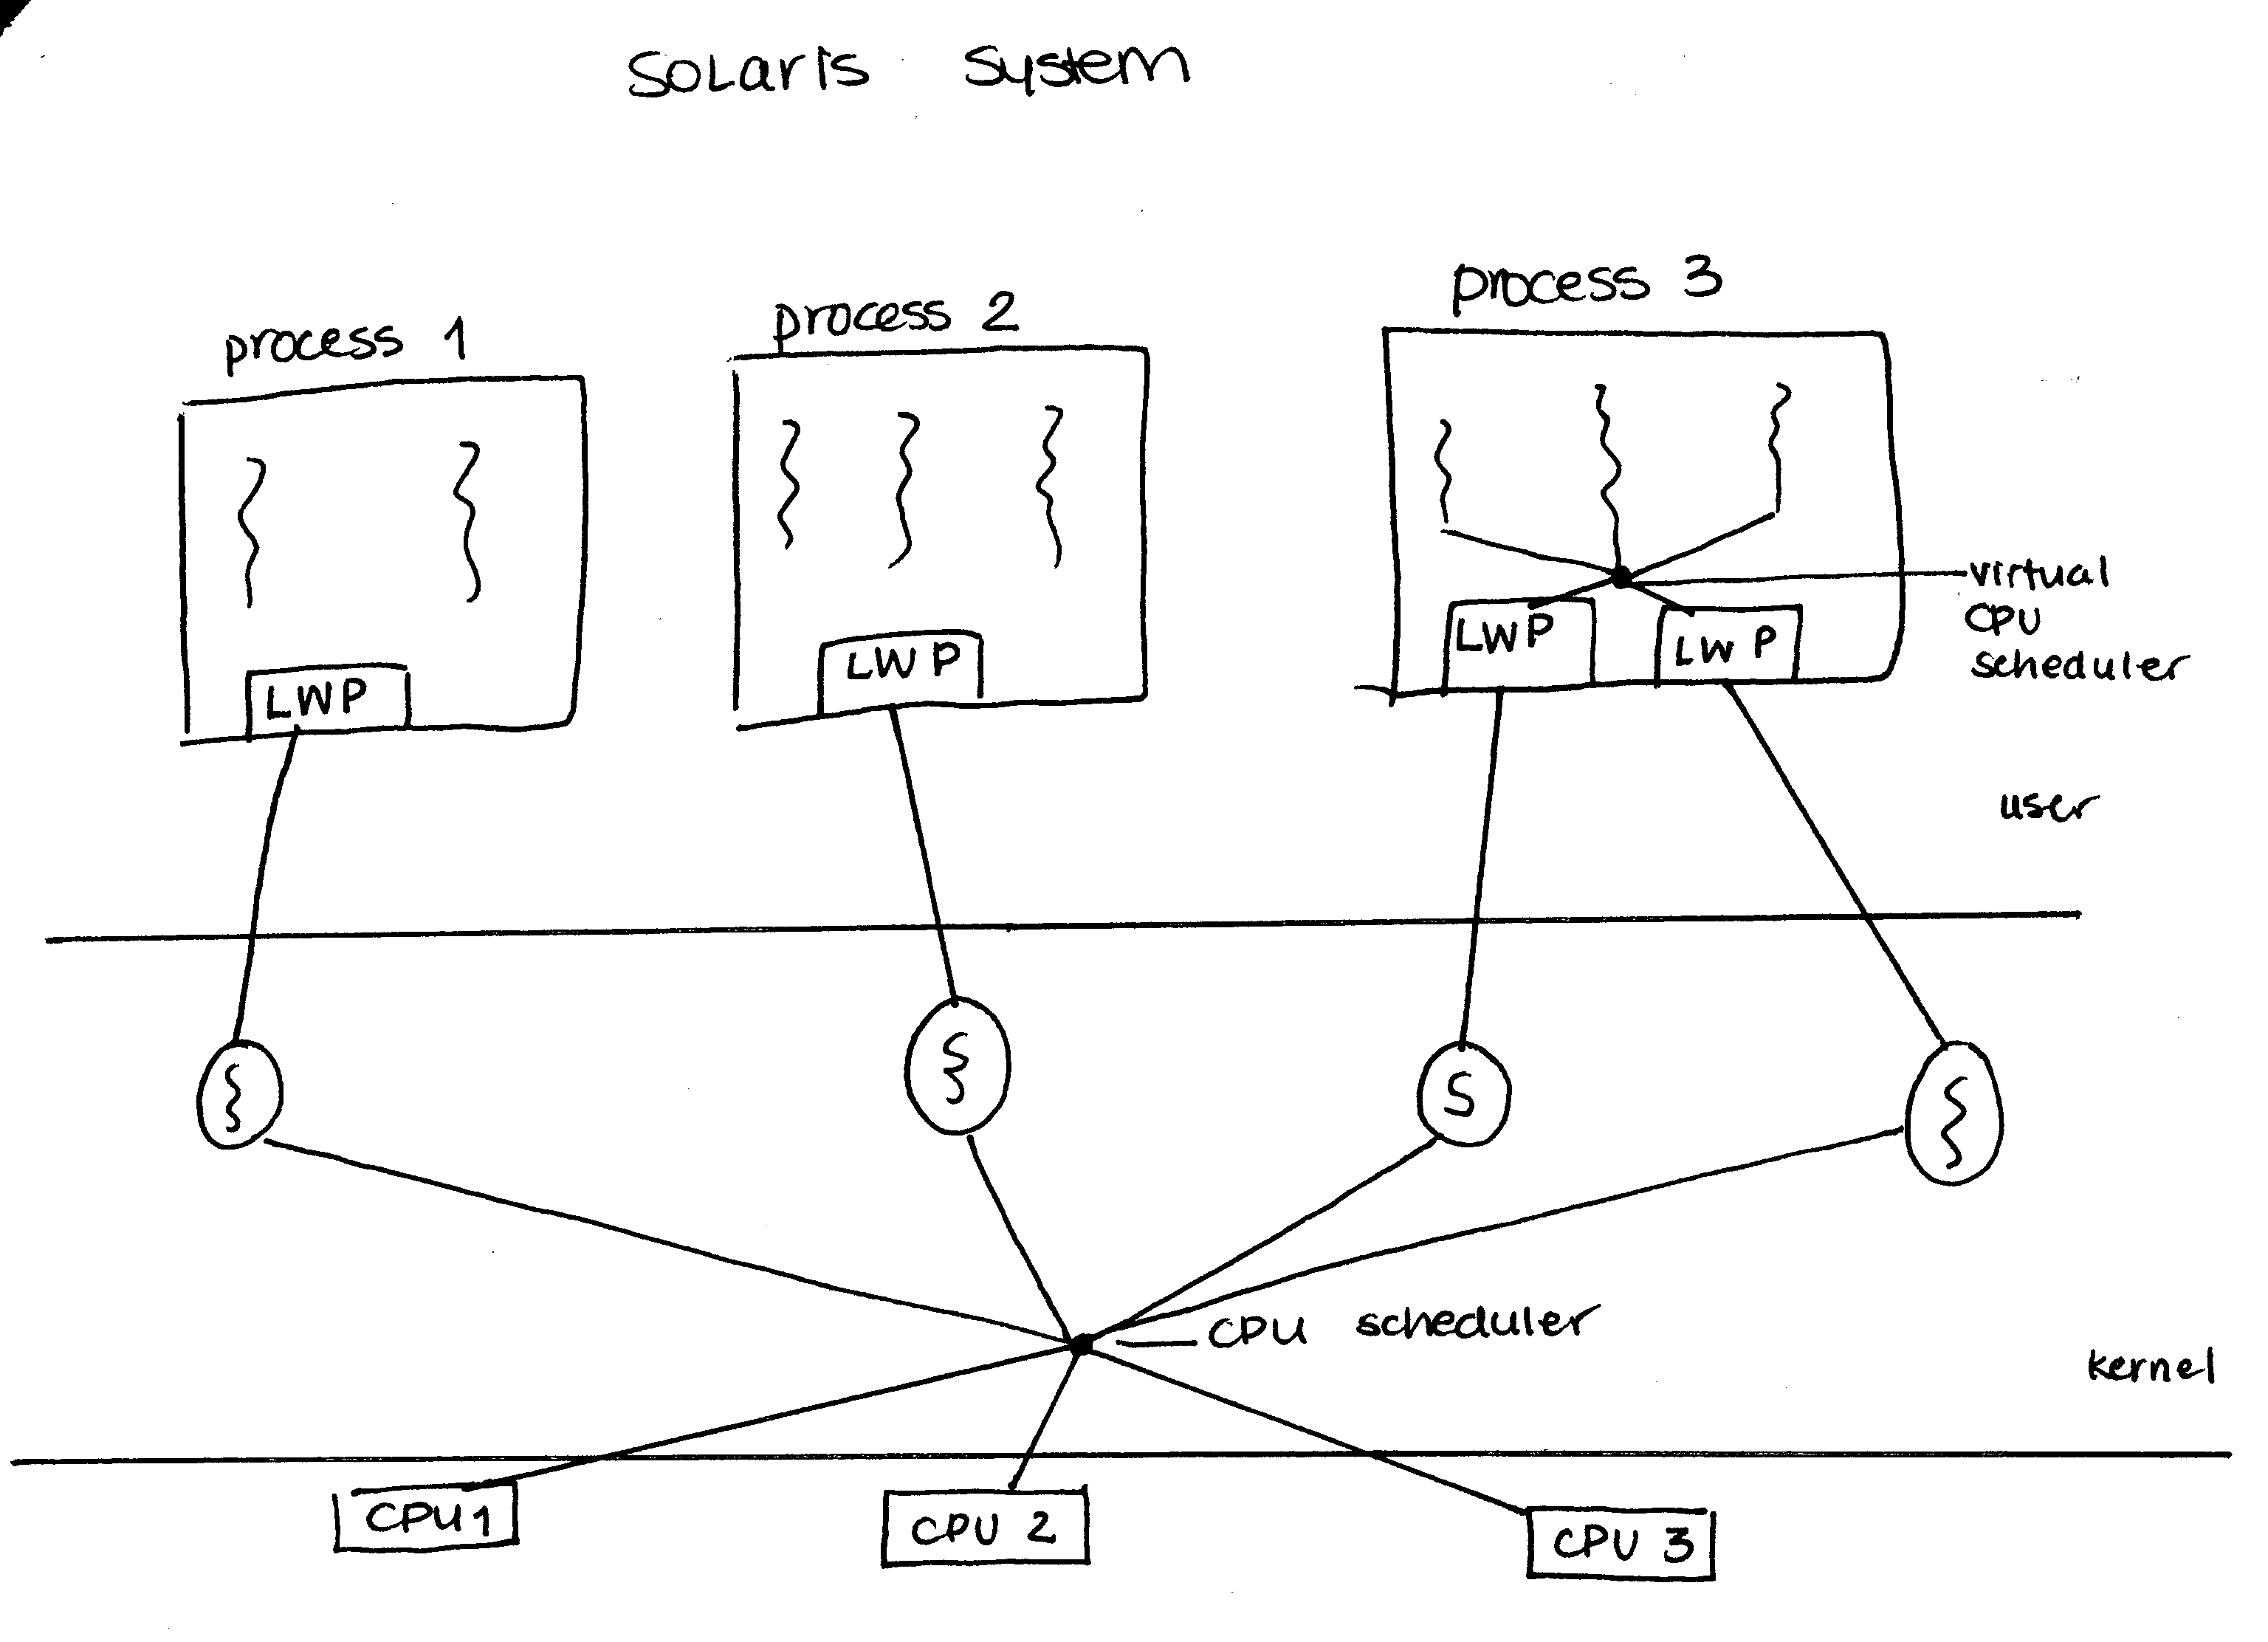 Solaris System
process 1
process 2
process 3
LWP
LWP
LWP
LWP
virtual
CPU
scheduler
user
CPU scheduler
kernel
CPU 1
CPU 2
CPU 3